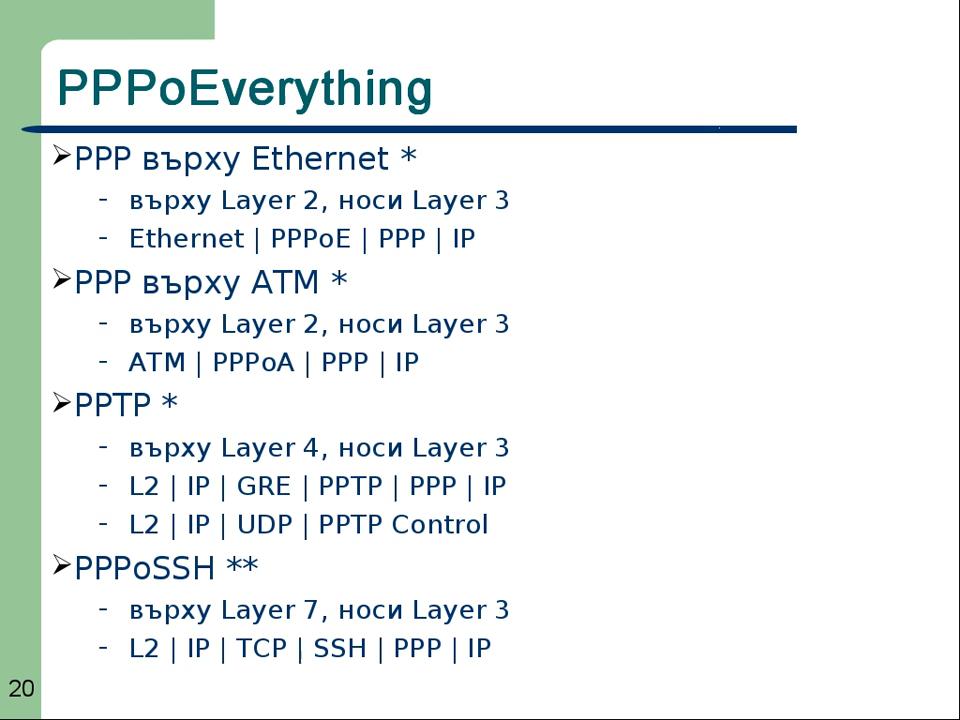 PPPoEverything
➢PPP върху Ethernet *
- върху Layer 2, носи Layer 3
- Ethernet | PPPoE | PPP | IP
➢PPP върху ATM *
- върху Layer 2, носи Layer 3
- ATM | PPPoA | PPP | IP
➢PPTP *
- върху Layer 4, носи Layer 3
- L2 | IP | GRE | PPTP | PPP | IP
- L2 | IP | UDP | PPTP Control
➢PPPoSSH **
- върху Layer 7, носи Layer 3
- L2 | IP | TCP | SSH | PPP | IP
20